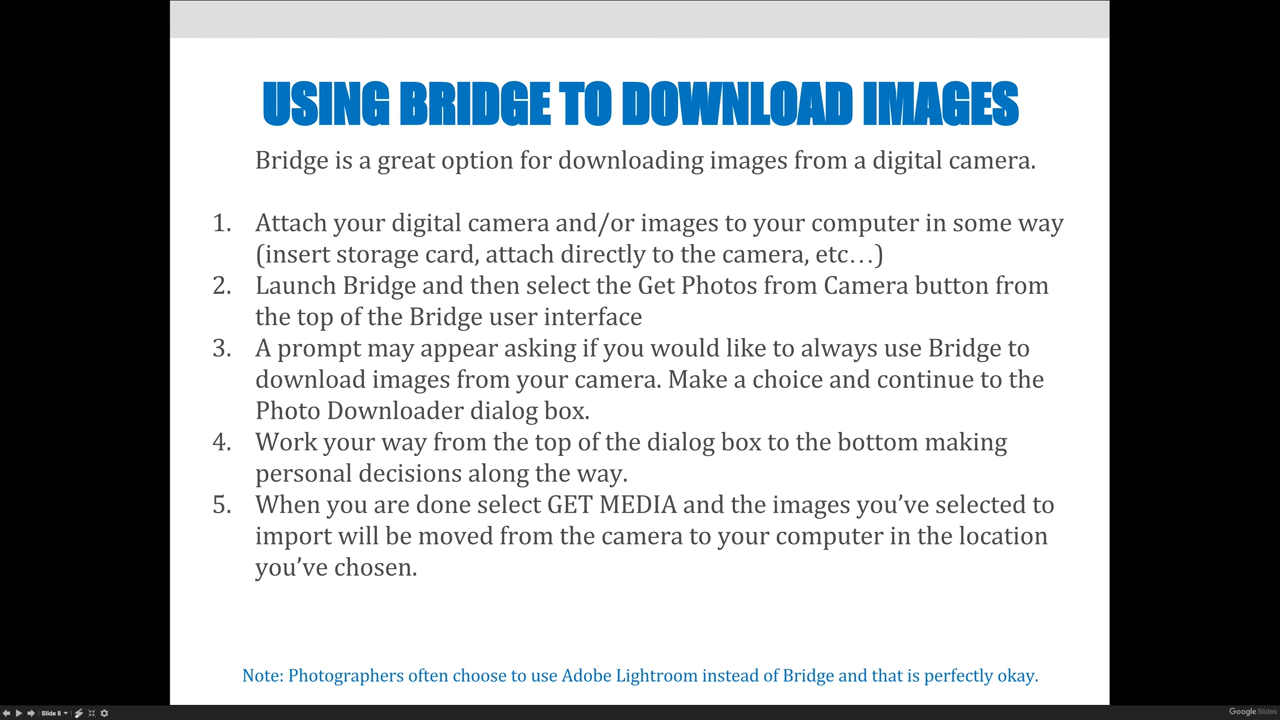 USING BRIDGE TO DOWNLOAD IMAGES
Bridge is a great option for downloading images from a digital camera.
1. Attach your digital camera and/or images to your computer in some way
(insert storage card, attach directly to the camera, etc…)
2. Launch Bridge and then select the Get Photos from Camera button from
the top of the Bridge user interface
3. A prompt may appear asking if you would like to always use Bridge to
download images from your camera. Make a choice and continue to the
Photo Downloader dialog box.
4. Work your way from the top of the dialog box to the bottom making
personal decisions along the way.
5. When you are done select GET MEDIA and the images you’ve selected to
import will be moved from the camera to your computer in the location
you’ve chosen.
Note: Photographers often choose to use Adobe Lightroom instead of Bridge and that is perfectly okay.
Slide 8
Google Slides